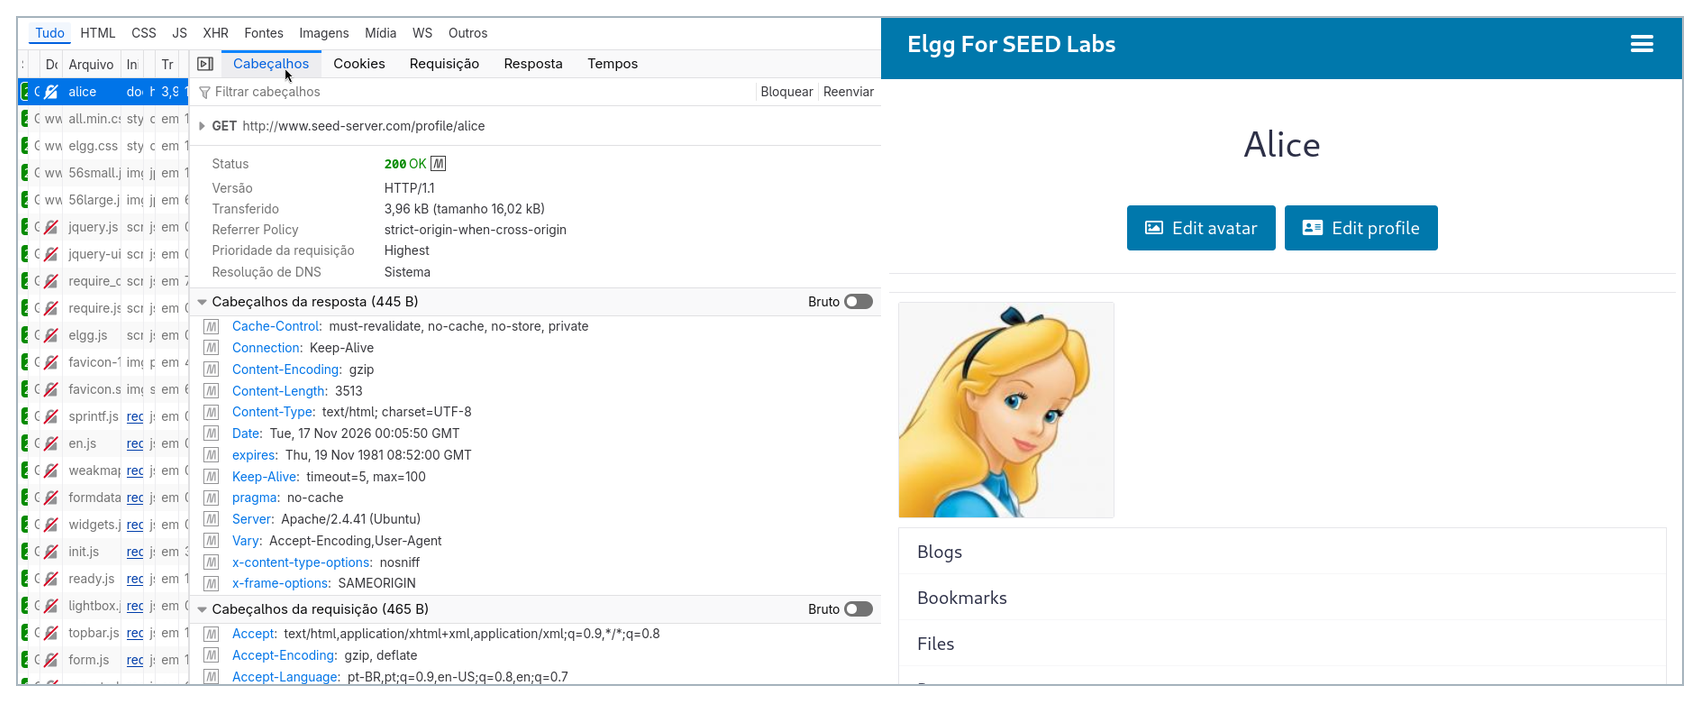 Tudo HTML CSS JS XHR Fontes Imagens Mídia WS Outros
Arquivo Tr
Cabeçalhos Cookies Requisição Resposta Tempos
Filtrar cabeçalhos Bloquear Reenviar
alice
all.min.c
elgg.css
56small.j
56large.j
jquery.js
jquery-ui
require_c
require.js
elgg.js
favicon-1
favicon.s
sprintf.js
en.js
weakmap
formdata
widgets.j
init.js
ready.js
lightbox.j
topbar.js
form.js
GET http://www.seed-server.com/profile/alice
Status 200 OK
Versão HTTP/1.1
Transferido 3,96 kB (tamanho 16,02 kB)
Referrer Policy strict-origin-when-cross-origin
Prioridade da requisição Highest
Resolução de DNS Sistema
Cabeçalhos da resposta (445 B) Bruto
Cache-Control: must-revalidate, no-cache, no-store, private
Connection: Keep-Alive
Content-Encoding: gzip
Content-Length: 3513
Content-Type: text/html; charset=UTF-8
Date: Tue, 17 Nov 2026 00:05:50 GMT
expires: Thu, 19 Nov 1981 08:52:00 GMT
Keep-Alive: timeout=5, max=100
pragma: no-cache
Server: Apache/2.4.41 (Ubuntu)
Vary: Accept-Encoding,User-Agent
x-content-type-options: nosniff
x-frame-options: SAMEORIGIN
Cabeçalhos da requisição (465 B) Bruto
Accept: text/html,application/xhtml+xml,application/xml;q=0.9,*/*;q=0.8
Accept-Encoding: gzip, deflate
Accept-Language: pt-BR,pt;q=0.9,en-US;q=0.8,en;q=0.7
Elgg For SEED Labs
Alice
Edit avatar Edit profile
Blogs
Bookmarks
Files